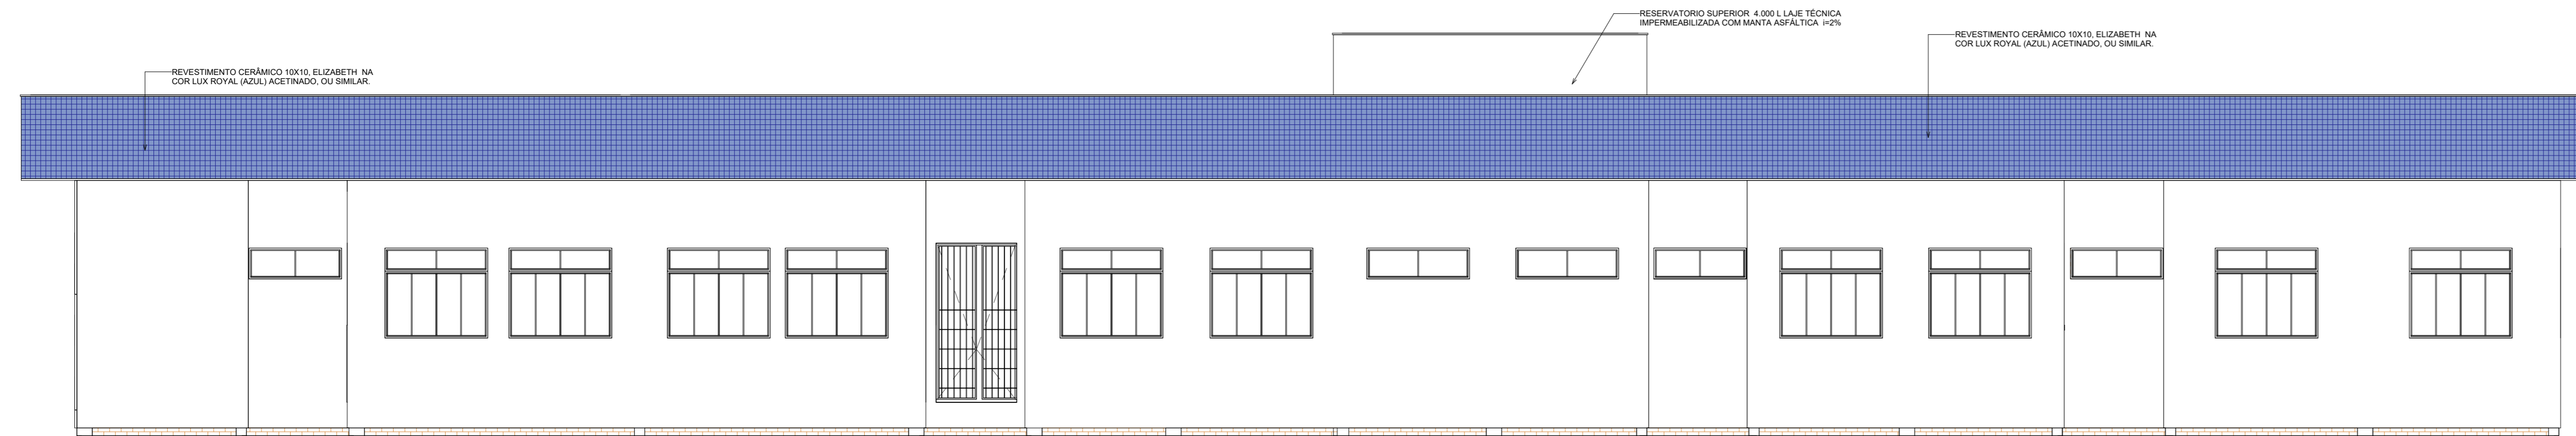 RESERVATORIO SUPERIOR 4.000 L LAJE TÉCNICA
IMPERMEABILIZADA COM MANTA ASFÁLTICA i=2%
REVESTIMENTO CERÂMICO 10X10, ELIZABETH NA
COR LUX ROYAL (AZUL) ACETINADO, OU SIMILAR.
REVESTIMENTO CERÂMICO 10X10, ELIZABETH NA
COR LUX ROYAL (AZUL) ACETINADO, OU SIMILAR.